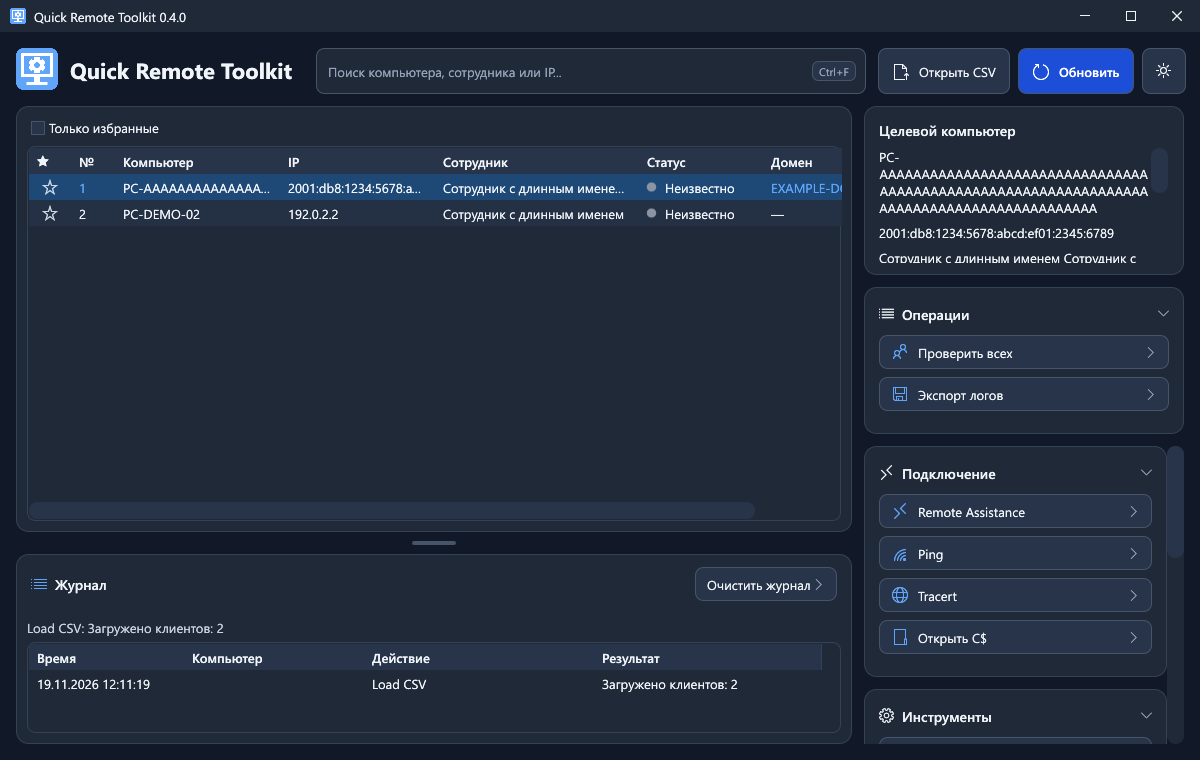 Quick Remote Toolkit 0.4.0
Quick Remote Toolkit
Поиск компьютера, сотрудника или IP...
Ctrl+F
Открыть CSV
Обновить
Только избранные
№ Компьютер IP Сотрудник Статус Домен
1 PC-AAAAAAAAAAAAAA... 2001:db8:1234:5678:a... Сотрудник с длинным имене... Неизвестно EXAMPLE-DO
2 PC-DEMO-02 192.0.2.2 Сотрудник с длинным именем Неизвестно —
Журнал
Очистить журнал
Load CSV: Загружено клиентов: 2
Время Компьютер Действие Результат
19.11.2026 12:11:19 Load CSV Загружено клиентов: 2
Целевой компьютер
PC-
AAAAAAAAAAAAAAAAAAAAAAAAAAAAAAA
AAAAAAAAAAAAAAAAAAAAAAAAAAAAAAA
AAAAAAAAAAAAAAAAAAAAAAAAA
2001:db8:1234:5678:abcd:ef01:2345:6789
Сотрудник с длинным именем Сотрудник с
Операции
Проверить всех
Экспорт логов
Подключение
Remote Assistance
Ping
Tracert
Открыть C$
Инструменты